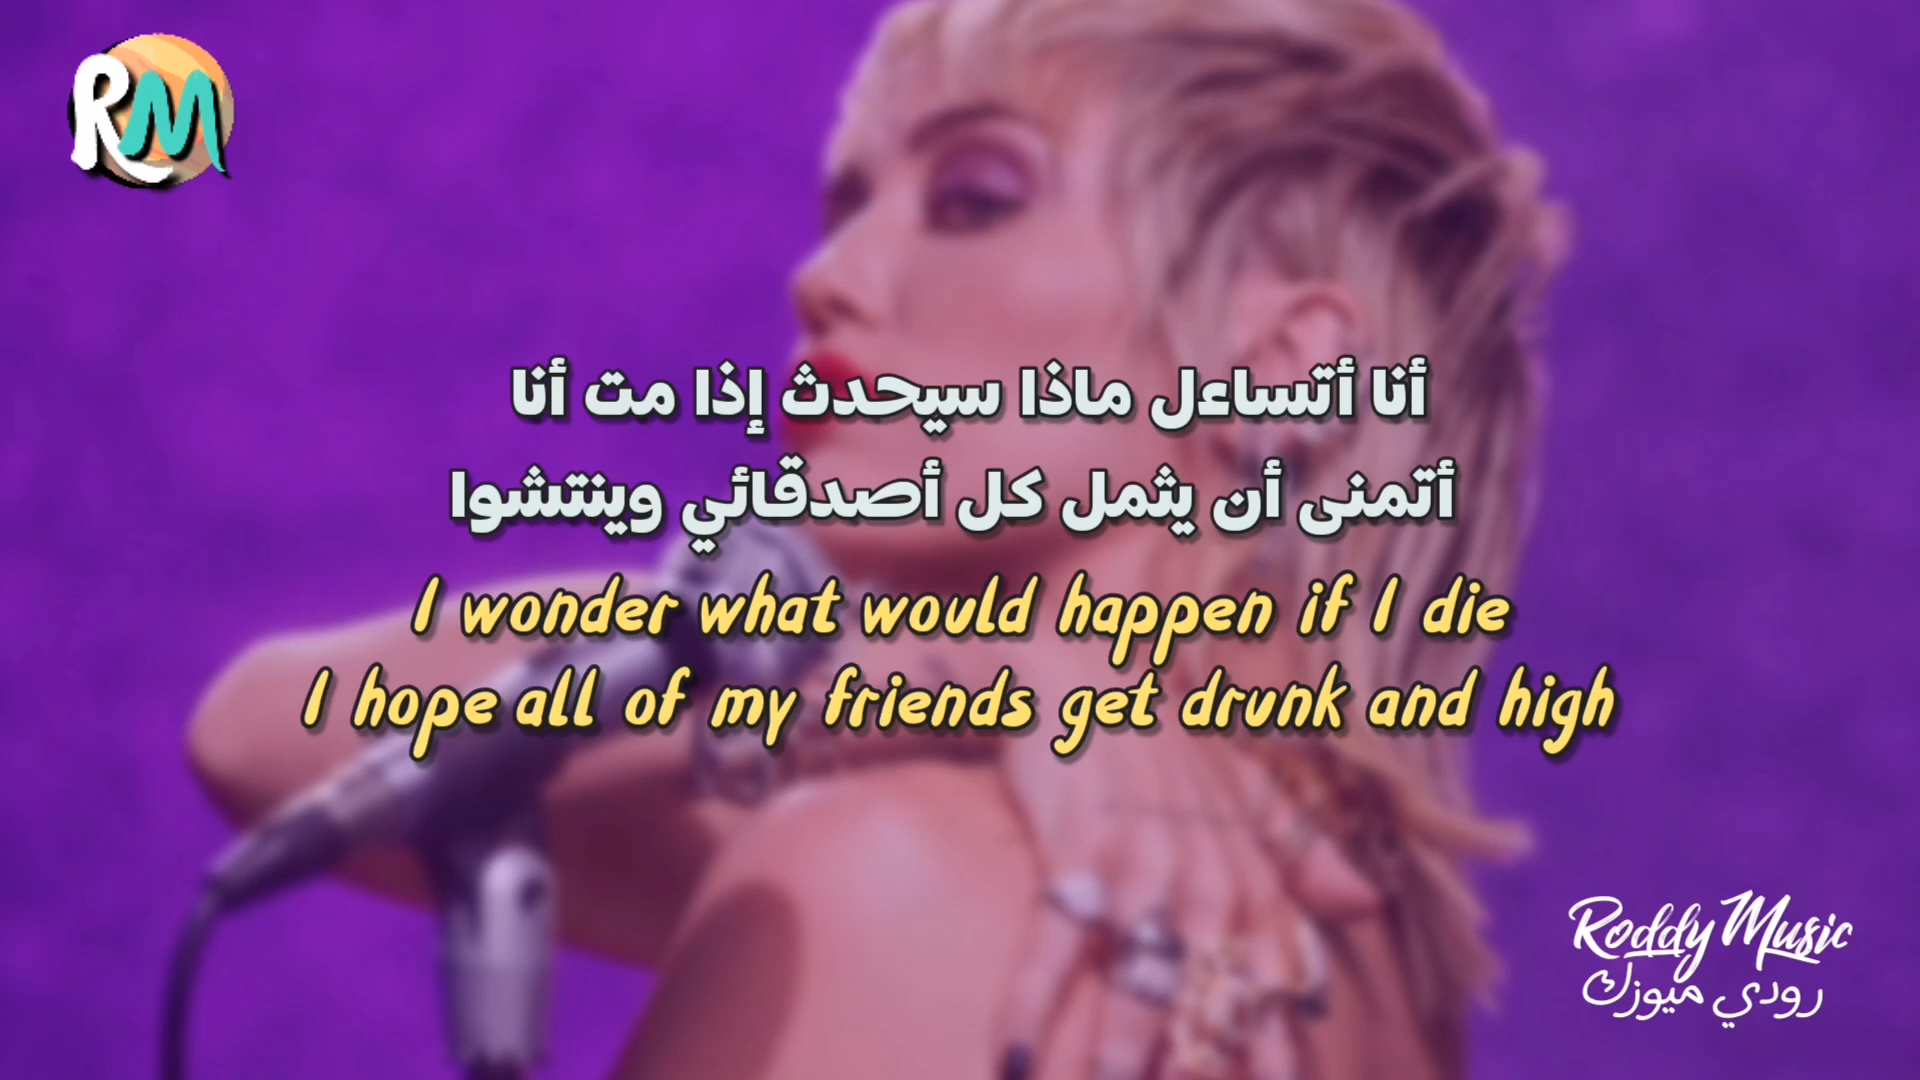 RM
أنا أتساءل ماذا سيحدث إذا مت أنا
أتمنى أن يثمل كل أصدقائي وينتشوا
I wonder what would happen if I die
I hope all of my friends get drunk and high
Roddy Music
رودي ميوزك